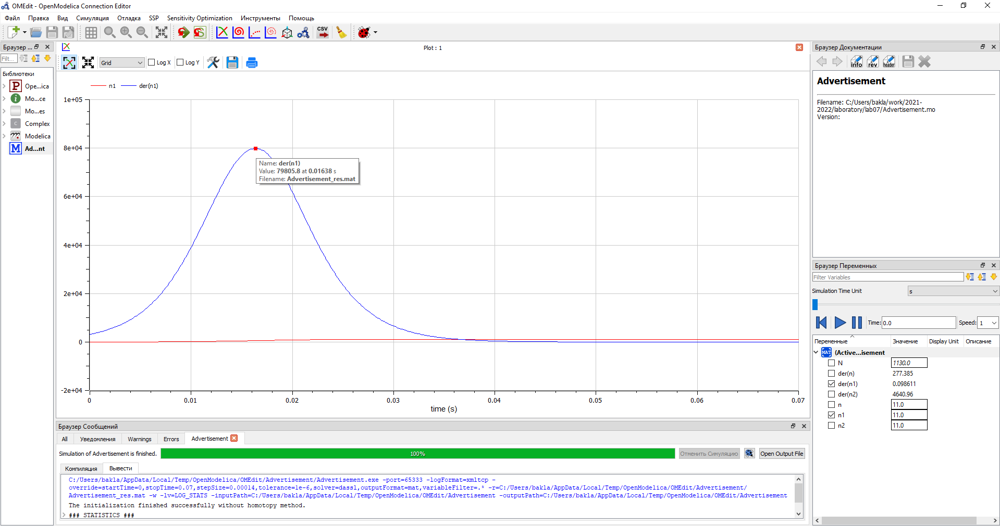 OMEdit - OpenModelica Connection Editor
Файл Правка Вид Симуляция Отладка SSP Sensitivity Optimization Инструменты Помощь
CSV
Браузер ...
Filt...
Библиотеки
P Ope...ica
i Mo...ce
Mo...es
C Complex
Modelica
M Ad...nt
Plot : 1
Grid Log X Log Y
n1 der(n1)
1e+05
8e+04
6e+04
4e+04
2e+04
0
-2e+04
0 0.01 0.02 0.03 0.04 0.05 0.06 0.07
time (s)
Name: der(n1)
Value: 79805.8 at 0.01638 s
Filename: Advertisement_res.mat
Браузер Сообщений
All Уведомления Warnings Errors Advertisement
Simulation of Advertisement is finished. 100% Отменить Симуляцию Open Output File
Компиляция Вывести
C:/Users/bakla/AppData/Local/Temp/OpenModelica/OMEdit/Advertisement/Advertisement.exe -port=65333 -logFormat=xmltcp -
override=startTime=0,stopTime=0.07,stepSize=0.00014,tolerance=1e-6,solver=dassl,outputFormat=mat,variableFilter=.* -r=C:/Users/bakla/AppData/Local/Temp/OpenModelica/OMEdit/Advertisement/
Advertisement_res.mat -w -lv=LOG_STATS -inputPath=C:/Users/bakla/AppData/Local/Temp/OpenModelica/OMEdit/Advertisement -outputPath=C:/Users/bakla/AppData/Local/Temp/OpenModelica/OMEdit/Advertisement
The initialization finished successfully without homotopy method.
### STATISTICS ###
Браузер Документации
info rev header
Advertisement
Filename: C:/Users/bakla/work/2021-
2022/laboratory/lab07/Advertisement.mo
Version:
Браузер Переменных
Filter Variables
Simulation Time Unit s
Time: 0.0 Speed: 1
Переменные Значение Display Unit Описание
MAT (Active...isement
N 1130.0
der(n) 277.385
der(n1) 0.098611
der(n2) 4640.96
n 11.0
n1 11.0
n2 11.0